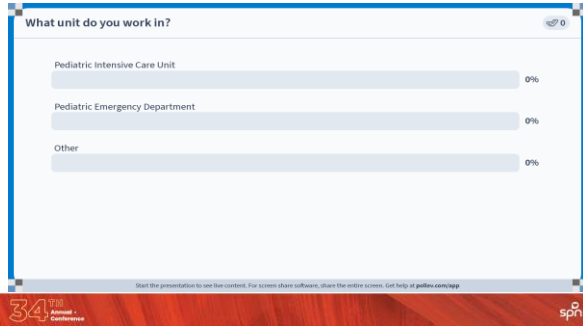 What unit do you work in?
0
Pediatric Intensive Care Unit
0%
Pediatric Emergency Department
0%
Other
0%
Start the presentation to see live content. For screen share software, share the entire screen. Get help at pollev.com/app
34TH
Annual •
Conference
spn